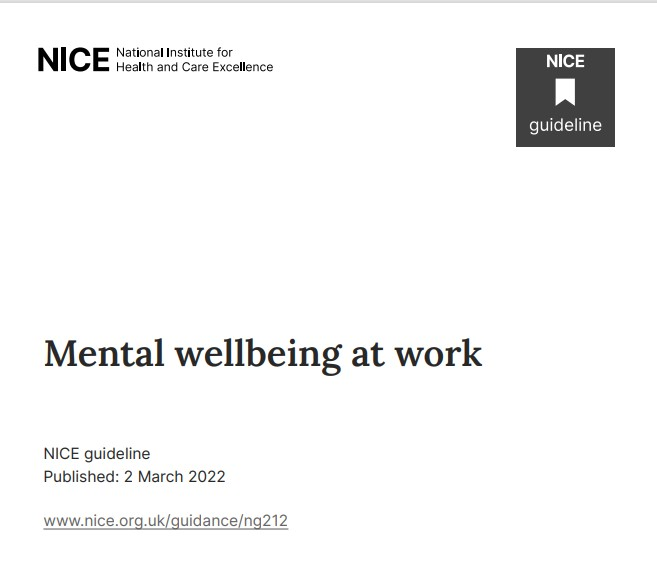 NICE National Institute for
Health and Care Excellence
NICE
guideline
Mental wellbeing at work
NICE guideline
Published: 2 March 2022
www.nice.org.uk/guidance/ng212